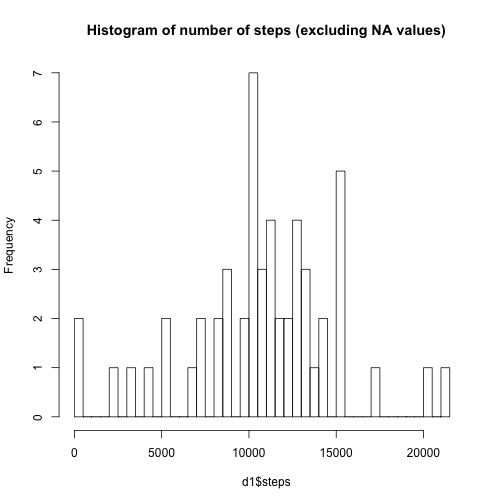 Histogram of number of steps (excluding NA values)
Frequency
7
6
5
4
3
2
1
0
0 5000 10000 15000 20000
d1$steps